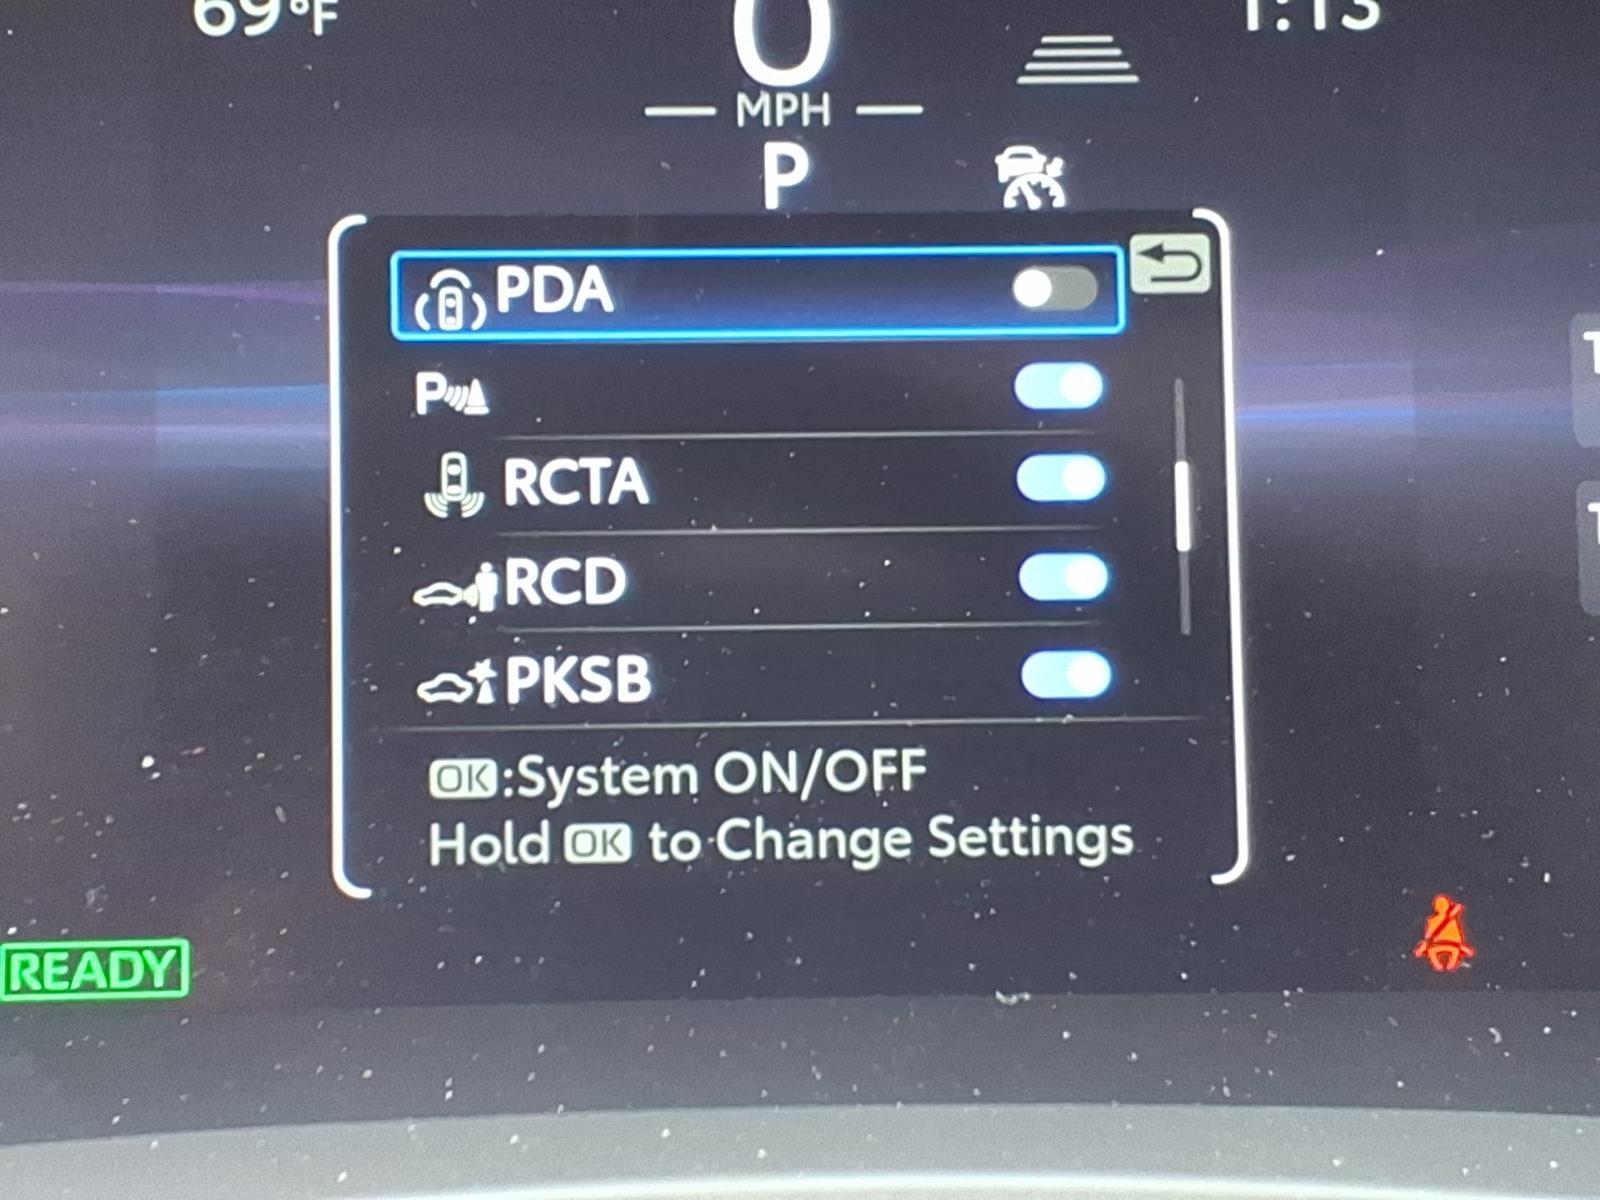 69°F
0
1:13
MPH
P
PDA
P
RCTA
RCD
PKSB
OK:System ON/OFF
Hold OK to Change Settings
READY